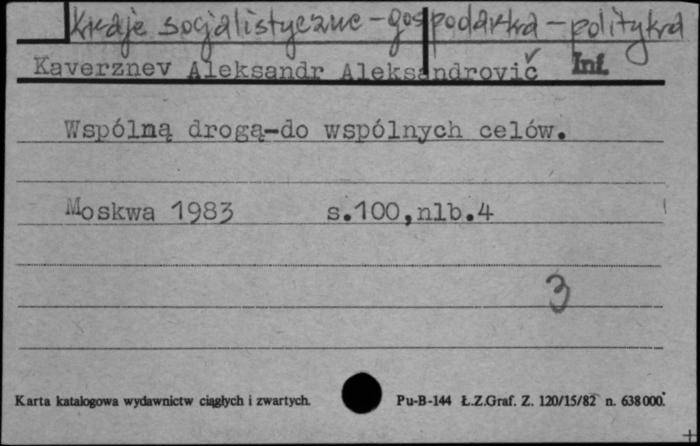 Kraje socjalistyczne - gospodarka - polityka
Kaverznev Aleksandr Aleksandrovič Inf.
Wspólną drogą-do wspólnych celów.
Moskwa 1983 s.100,nlb.4
3
Karta katalogowa wydawnictw ciągłych i zwartych. Pu-B-144 Ł.Z.Graf. Z. 120/15/82 n. 638000.